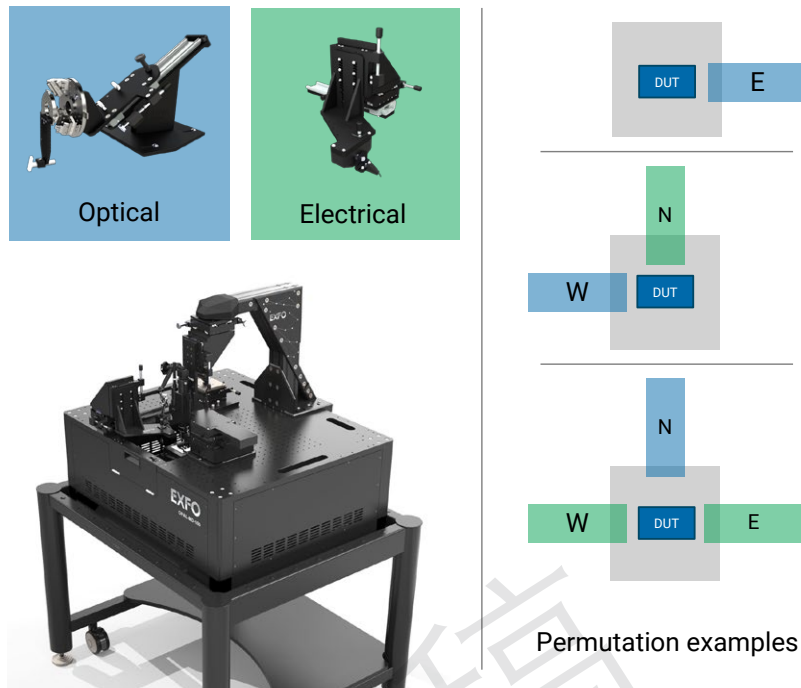 Optical
Electrical
EXFO
EXFO
DUT
E
N
W
DUT
N
W
DUT
E
Permutation examples